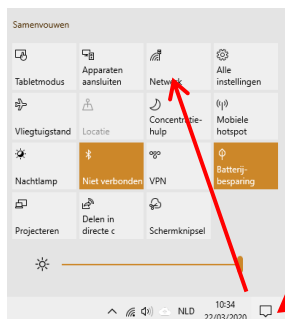 Samenvouwen
Tabletmodus
Apparaten
aansluiten
Netwerk
Alle
instellingen
Vliegtuigstand
Locatie
Concentratie-
hulp
Mobiele
hotspot
Nachtlamp
Niet verbonden
VPN
Batterij-
besparing
Projecteren
Delen in
directe c
Schermknipsel
NLD
10:34
22/03/2020